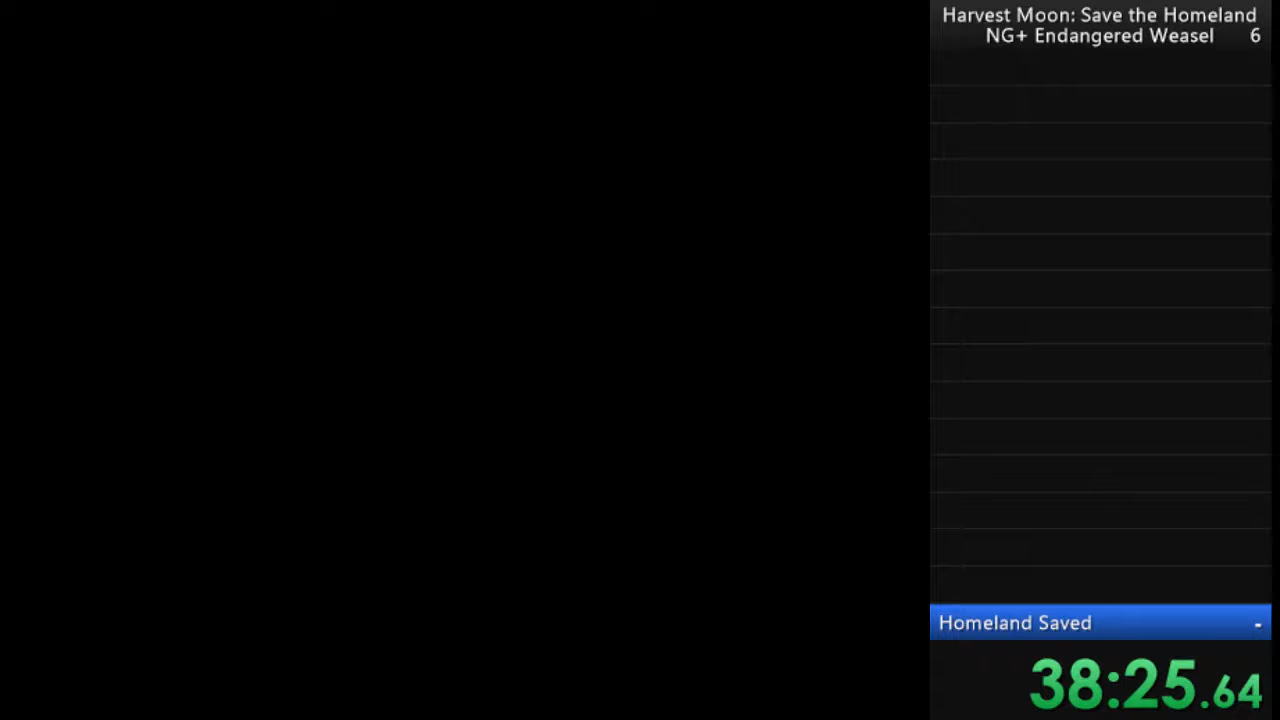 Harvest Moon: Save the Homeland
NG+ Endangered Weasel 6
Homeland Saved -
38:25.64